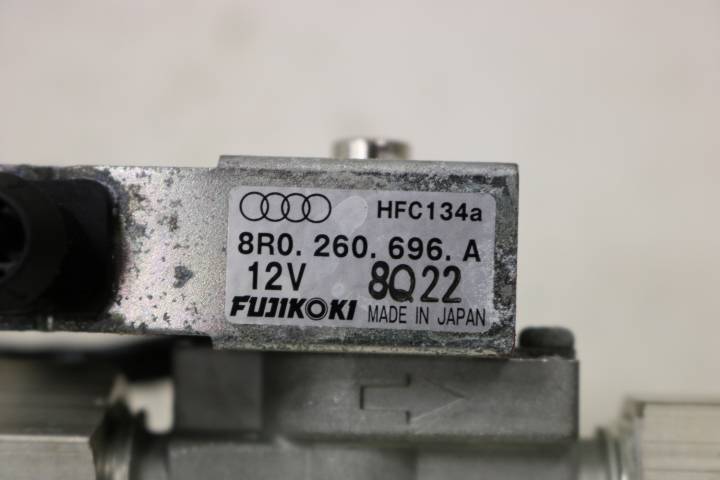 HFC134a
8R0.260.696.A
12V 8Q22
FUJIKOKI MADE IN JAPAN